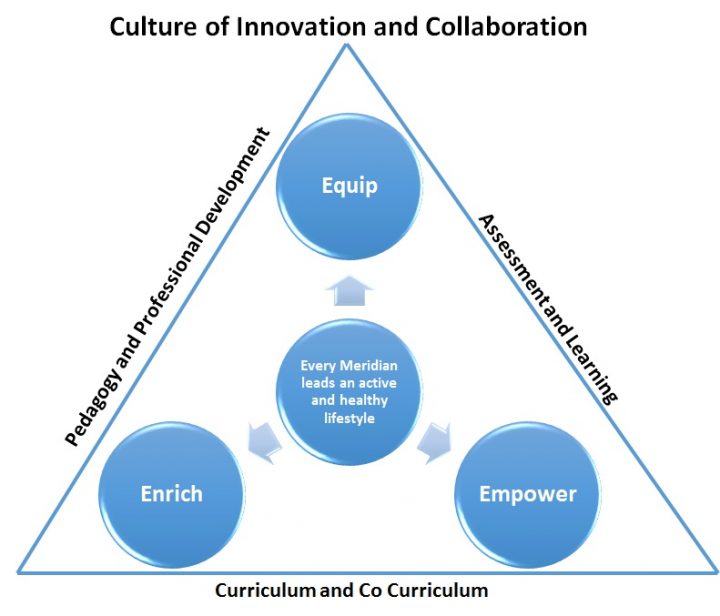 Culture of Innovation and Collaboration
Pedagogy and Professional Development
Equip
Assessment and Learning
Every Meridian
leads an active
and healthy
lifestyle
Enrich
Empower
Curriculum and Co Curriculum